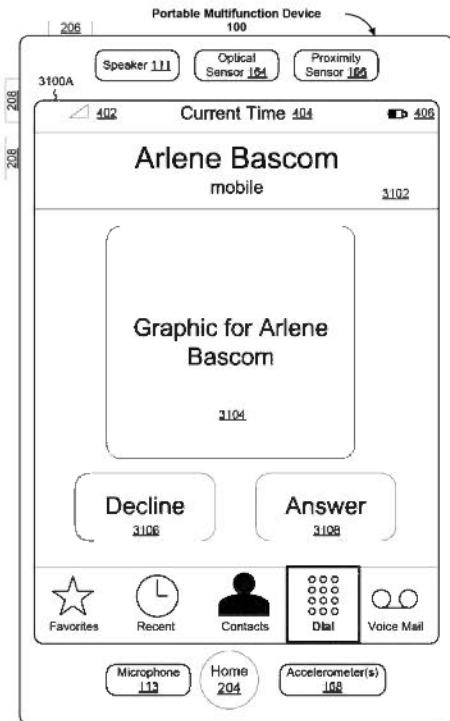 Portable Multifunction Device
100
206
Speaker 111
Optical
Sensor 164
Proximity
Sensor 166
3100A
208
402
Current Time 404
406
Arlene Bascom
mobile
3102
208
Graphic for Arlene
Bascom
3104
Decline
3106
Answer
3108
Favorites
Recent
Contacts
Dial
Voice Mail
Microphone
113
Home
204
Accelerometer(s)
168